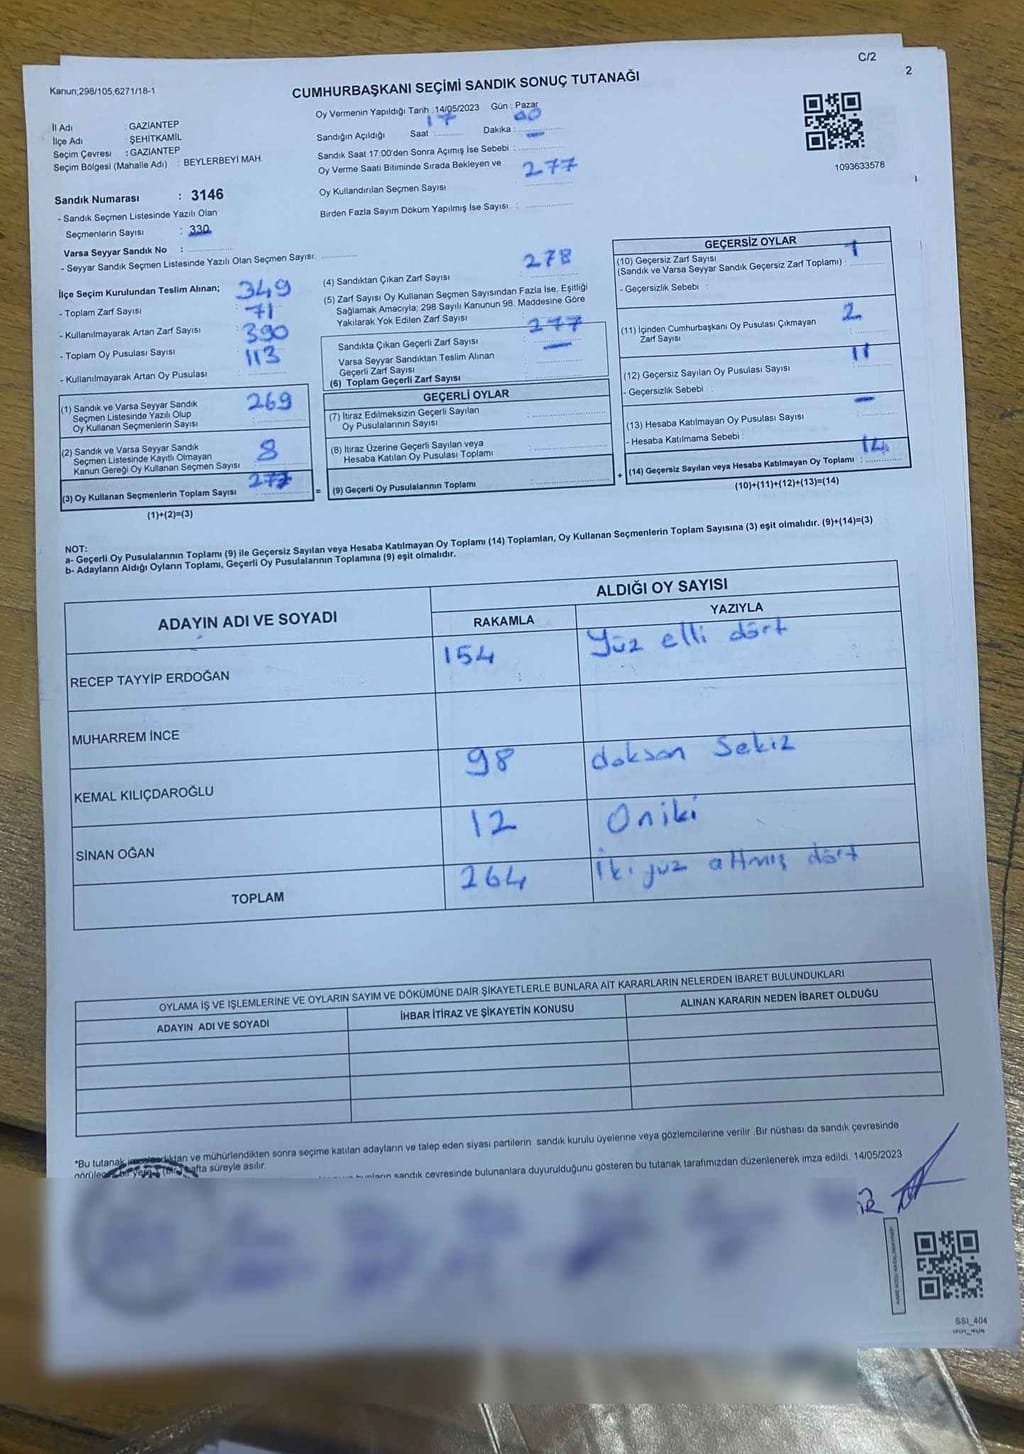 C/2
2
Kanun;298/105,6271/18-1
CUMHURBAŞKANI SEÇİMİ SANDIK SONUÇ TUTANAĞI
İl Adı : GAZİANTEP
İlçe Adı : ŞEHİTKAMİL
Seçim Çevresi : GAZİANTEP
Seçim Bölgesi (Mahalle Adı) : BEYLERBEYİ MAH
Oy Vermenin Yapıldığı Tarih : 14/05/2023 Gün : Pazar
Sandığın Açıldığı Saat : 17 Dakika : 00
Sandık Saat 17:00'den Sonra Açımış İse Sebebi : —
Oy Verme Saati Bitiminde Sırada Bekleyen ve
Oy Kullandırılan Seçmen Sayısı : 277
Birden Fazla Sayım Döküm Yapılmış İse Sayısı :
1093633578
Sandık Numarası : 3146
- Sandık Seçmen Listesinde Yazılı Olan
Seçmenlerin Sayısı : 330
Varsa Seyyar Sandık No :
- Seyyar Sandık Seçmen Listesinde Yazılı Olan Seçmen Sayısı:
İlçe Seçim Kurulundan Teslim Alınan;
- Toplam Zarf Sayısı : 349
- Kullanılmayarak Artan Zarf Sayısı : 71
- Toplam Oy Pusulası Sayısı : 390
- Kullanılmayarak Artan Oy Pusulası : 113
(1) Sandık ve Varsa Seyyar Sandık
Seçmen Listesinde Yazılı Olup
Oy Kullanan Seçmenlerin Sayısı : 269
(2) Sandık ve Varsa Seyyar Sandık
Seçmen Listesinde Kayıtlı Olmayan
Kanun Gereği Oy Kullanan Seçmen Sayısı : 8
(3) Oy Kullanan Seçmenlerin Toplam Sayısı : 277
(1)+(2)=(3)
(4) Sandıktan Çıkan Zarf Sayısı : 278
(5) Zarf Sayısı Oy Kullanan Seçmen Sayısından Fazla İse, Eşitliği
Sağlamak Amacıyla; 298 Sayılı Kanunun 98. Maddesine Göre
Yakılarak Yok Edilen Zarf Sayısı :
Sandıkta Çıkan Geçerli Zarf Sayısı : 277
Varsa Seyyar Sandıktan Teslim Alınan
Geçerli Zarf Sayısı : —
(6) Toplam Geçerli Zarf Sayısı :
GEÇERLİ OYLAR
(7) İtiraz Edilmeksizin Geçerli Sayılan
Oy Pusulalarının Sayısı :
(8) İtiraz Üzerine Geçerli Sayılan veya
Hesaba Katılan Oy Pusulası Toplamı :
= (9) Geçerli Oy Pusulalarının Toplamı : +
GEÇERSİZ OYLAR
(10) Geçersiz Zarf Sayısı
(Sandık ve Varsa Seyyar Sandık Geçersiz Zarf Toplamı) : 1
- Geçersizlik Sebebi :
(11) İçinden Cumhurbaşkanı Oy Pusulası Çıkmayan
Zarf Sayısı : 2
(12) Geçersiz Sayılan Oy Pusulası Sayısı : 11
- Geçersizlik Sebebi :
(13) Hesaba Katılmayan Oy Pusulası Sayısı : —
- Hesaba Katılmama Sebebi :
(14) Geçersiz Sayılan veya Hesaba Katılmayan Oy Toplamı : 14
(10)+(11)+(12)+(13)=(14)
NOT:
a- Geçerli Oy Pusulalarının Toplamı (9) ile Geçersiz Sayılan veya Hesaba Katılmayan Oy Toplamı (14) Toplamları, Oy Kullanan Seçmenlerin Toplam Sayısına (3) eşit olmalıdır. (9)+(14)=(3)
b- Adayların Aldığı Oyların Toplamı, Geçerli Oy Pusulalarının Toplamına (9) eşit olmalıdır.
ADAYIN ADI VE SOYADI
ALDIĞI OY SAYISI
RAKAMLA YAZIYLA
RECEP TAYYİP ERDOĞAN 154 Yüz elli dört
MUHARREM İNCE
KEMAL KILIÇDAROĞLU 98 doksan sekiz
SİNAN OĞAN 12 Oniki
TOPLAM 264 İki yüz altmış dört
OYLAMA İŞ VE İŞLEMLERİNE VE OYLARIN SAYIM VE DÖKÜMÜNE DAİR ŞİKAYETLERLE BUNLARA AİT KARARLARIN NELERDEN İBARET BULUNDUKLARI
ADAYIN ADI VE SOYADI İHBAR İTİRAZ VE ŞİKAYETİN KONUSU ALINAN KARARIN NEDEN İBARET OLDUĞU
*Bu tutanak ve mühürlendikten sonra seçime katılan adayların ve talep eden siyasi partilerin sandık kurulu üyelerine veya gözlemcilerine verilir .Bir nüshası da sandık çevresinde
hafta süreyle asılır.
bunların sandık çevresinde bulunanlara duyurulduğunu gösteren bu tutanak tarafımızdan düzenlenerek imza edildi. 14/05/2023
SSI_404